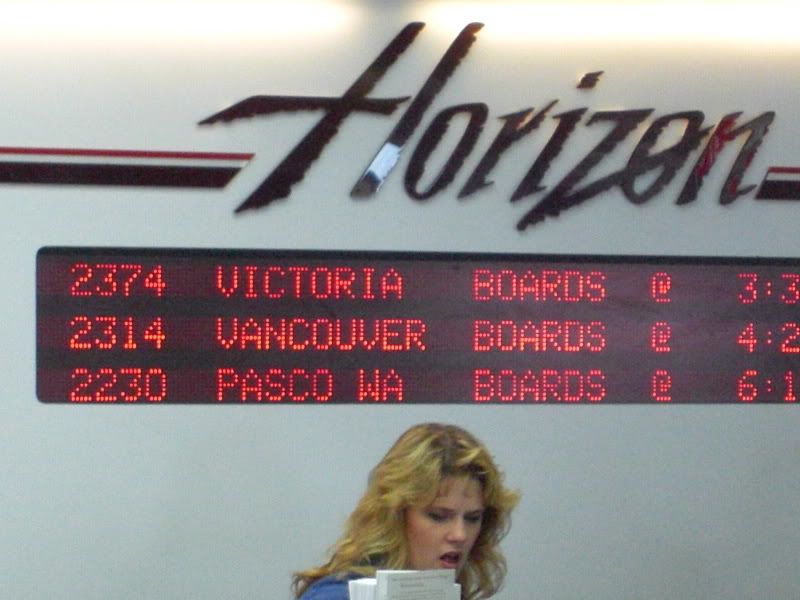 Horizon
2374 VICTORIA BOARDS @ 3:3
2314 VANCOUVER BOARDS @ 4:2
2230 PASCO WA BOARDS @ 6:1